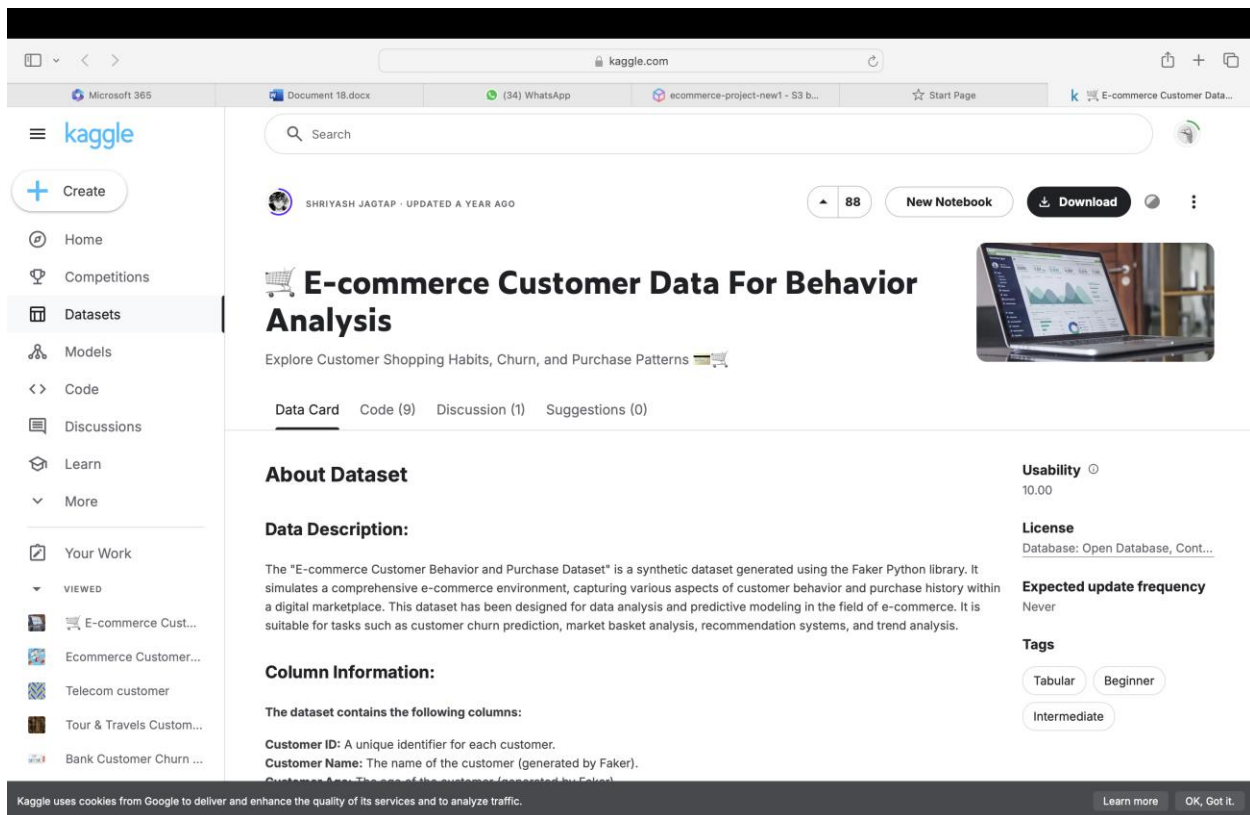 kaggle.com
Microsoft 365
Document 18.docx
(34) WhatsApp
ecommerce-project-new1 - S3 b...
Start Page
E-commerce Customer Data...
kaggle
Search
Create
SHRIYASH JAGTAP · UPDATED A YEAR AGO
88
New Notebook
Download
Home
Competitions
Datasets
Models
Code
Discussions
Learn
More
Your Work
VIEWED
E-commerce Cust...
Ecommerce Customer...
Telecom customer
Tour & Travels Custom...
Bank Customer Churn ...
E-commerce Customer Data For Behavior
Analysis
Explore Customer Shopping Habits, Churn, and Purchase Patterns
Data Card Code (9) Discussion (1) Suggestions (0)
About Dataset
Data Description:
The "E-commerce Customer Behavior and Purchase Dataset" is a synthetic dataset generated using the Faker Python library. It
simulates a comprehensive e-commerce environment, capturing various aspects of customer behavior and purchase history within
a digital marketplace. This dataset has been designed for data analysis and predictive modeling in the field of e-commerce. It is
suitable for tasks such as customer churn prediction, market basket analysis, recommendation systems, and trend analysis.
Column Information:
The dataset contains the following columns:
Customer ID: A unique identifier for each customer.
Customer Name: The name of the customer (generated by Faker).
Customer Age: The age of the customer (generated by Faker)
Usability
10.00
License
Database: Open Database, Cont...
Expected update frequency
Never
Tags
Tabular
Beginner
Intermediate
Kaggle uses cookies from Google to deliver and enhance the quality of its services and to analyze traffic.
Learn more
OK, Got it.